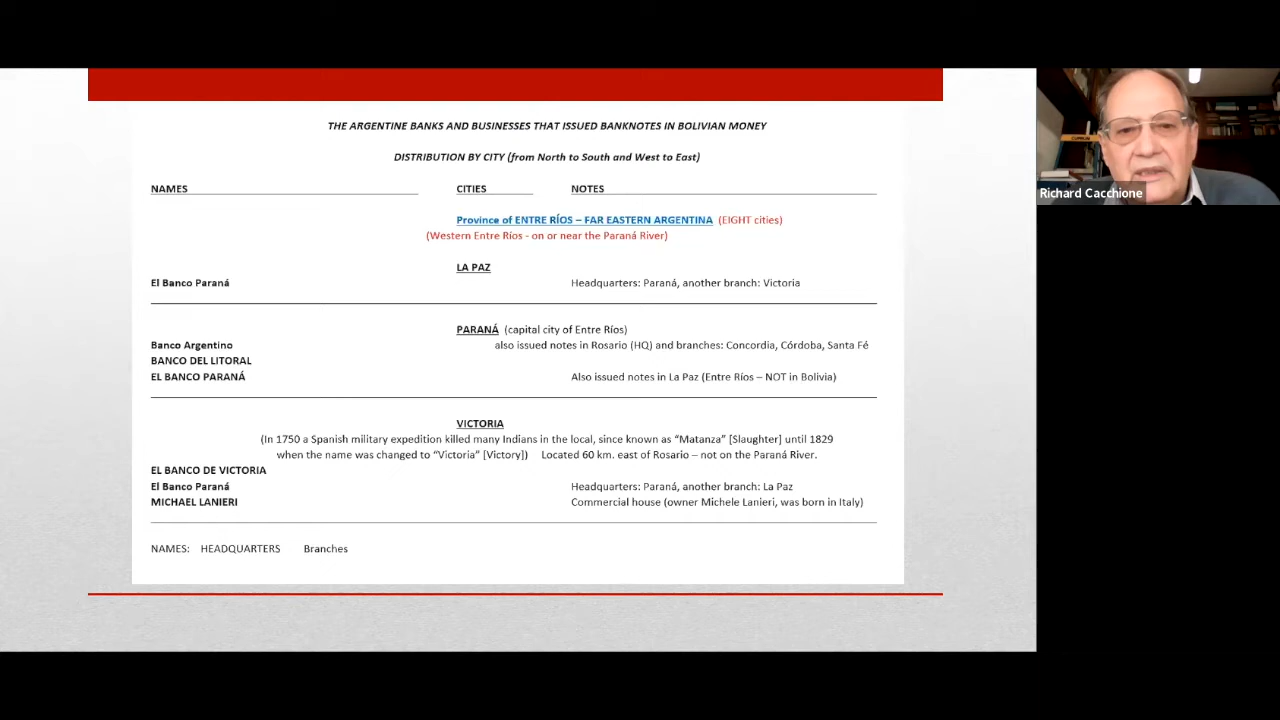 THE ARGENTINE BANKS AND BUSINESSES THAT ISSUED BANKNOTES IN BOLIVIAN MONEY
DISTRIBUTION BY CITY (from North to South and West to East)
NAMES CITIES NOTES
Province of ENTRE RÍOS – FAR EASTERN ARGENTINA (EIGHT cities)
(Western Entre Ríos - on or near the Paraná River)
LA PAZ
El Banco Paraná Headquarters: Paraná, another branch: Victoria
PARANÁ (capital city of Entre Ríos)
Banco Argentino also issued notes in Rosario (HQ) and branches: Concordia, Córdoba, Santa Fé
BANCO DEL LITORAL
EL BANCO PARANÁ Also issued notes in La Paz (Entre Ríos – NOT in Bolivia)
VICTORIA
(In 1750 a Spanish military expedition killed many Indians in the local, since known as “Matanza” [Slaughter] until 1829
when the name was changed to “Victoria” [Victory]) Located 60 km. east of Rosario – not on the Paraná River.
EL BANCO DE VICTORIA
El Banco Paraná Headquarters: Paraná, another branch: La Paz
MICHAEL LANIERI Commercial house (owner Michele Lanieri, was born in Italy)
NAMES: HEADQUARTERS Branches
Richard Cacchione